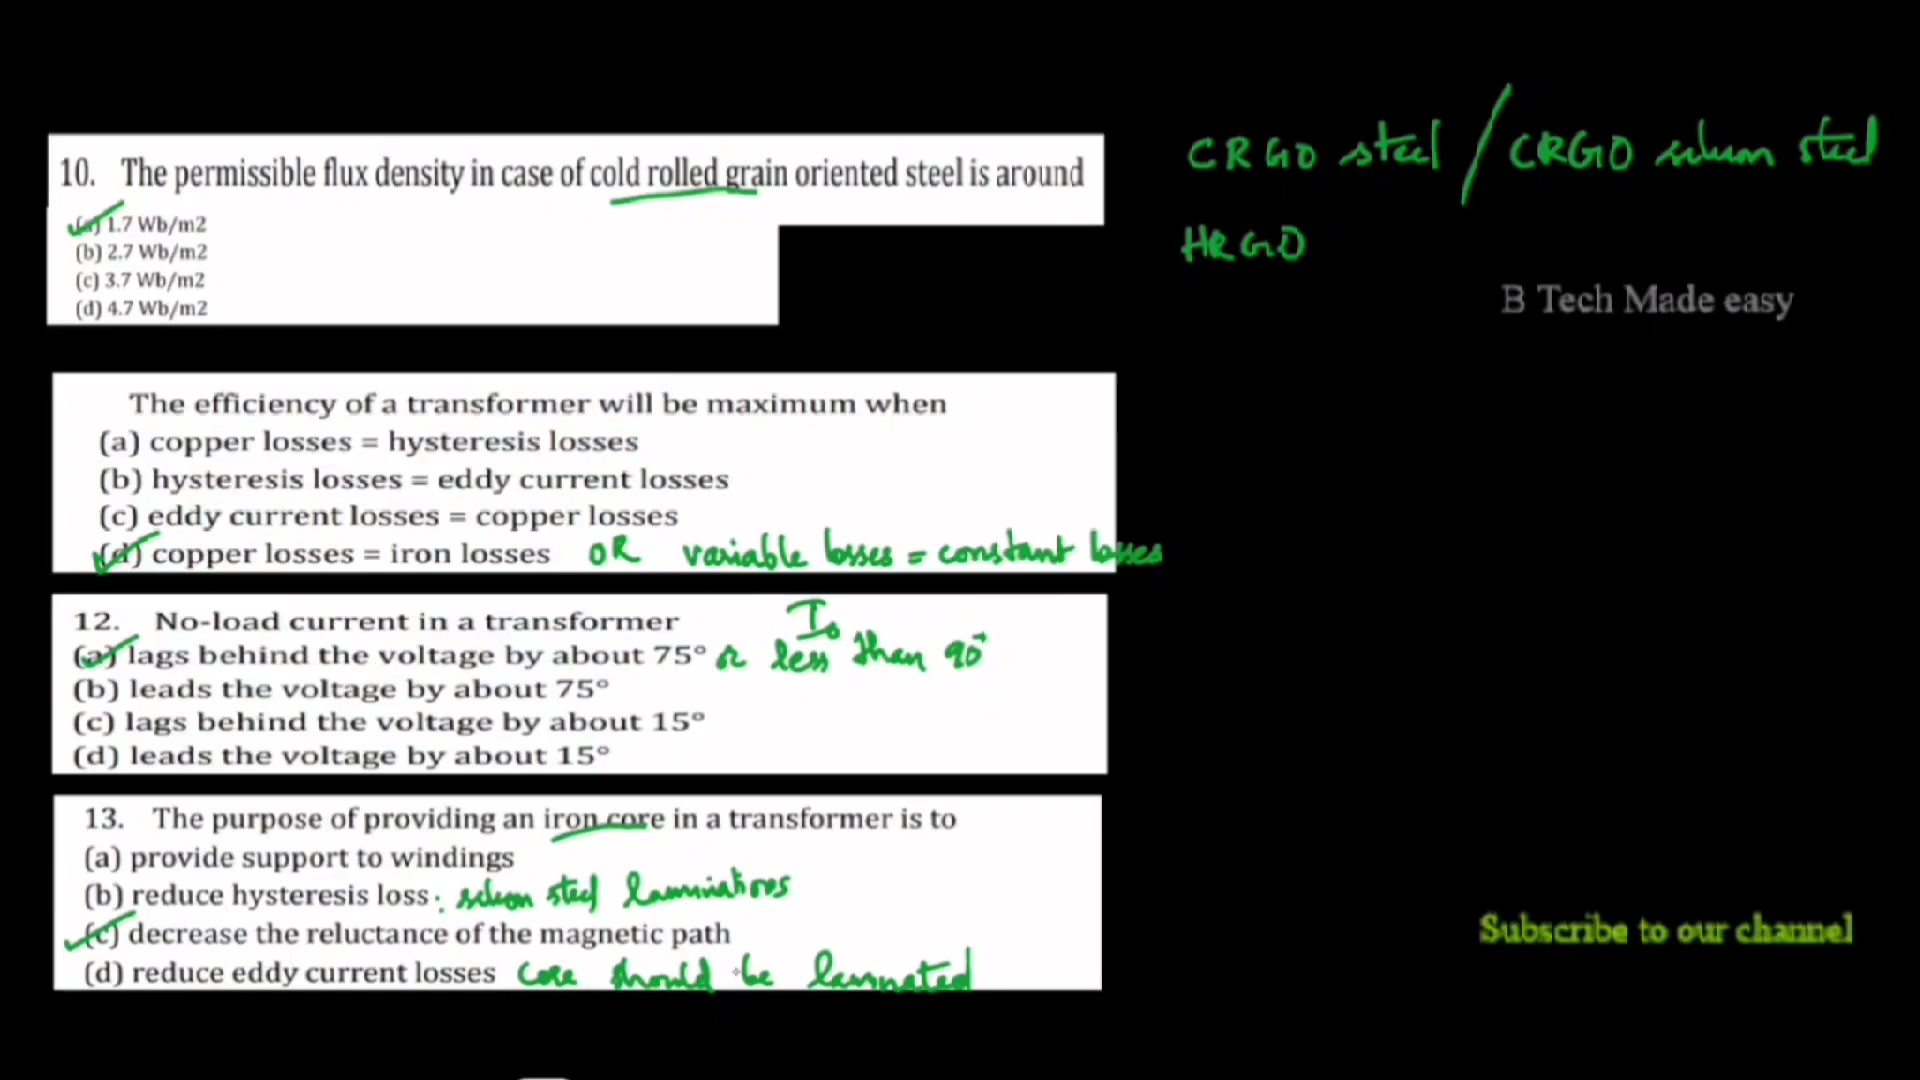 CRGO steel / CRGO silicon steel
10. The permissible flux density in case of cold rolled grain oriented steel is around
(a) 1.7 Wb/m2
(b) 2.7 Wb/m2
(c) 3.7 Wb/m2
(d) 4.7 Wb/m2
HRGO
B Tech Made easy
The efficiency of a transformer will be maximum when
(a) copper losses = hysteresis losses
(b) hysteresis losses = eddy current losses
(c) eddy current losses = copper losses
(d) copper losses = iron losses OR variable losses = constant losses
12. No-load current in a transformer I₀
(a) lags behind the voltage by about 75° or less than 90°
(b) leads the voltage by about 75°
(c) lags behind the voltage by about 15°
(d) leads the voltage by about 15°
13. The purpose of providing an iron core in a transformer is to
(a) provide support to windings
(b) reduce hysteresis loss : silicon steel laminations
(c) decrease the reluctance of the magnetic path
(d) reduce eddy current losses core should be laminated
Subscribe to our channel